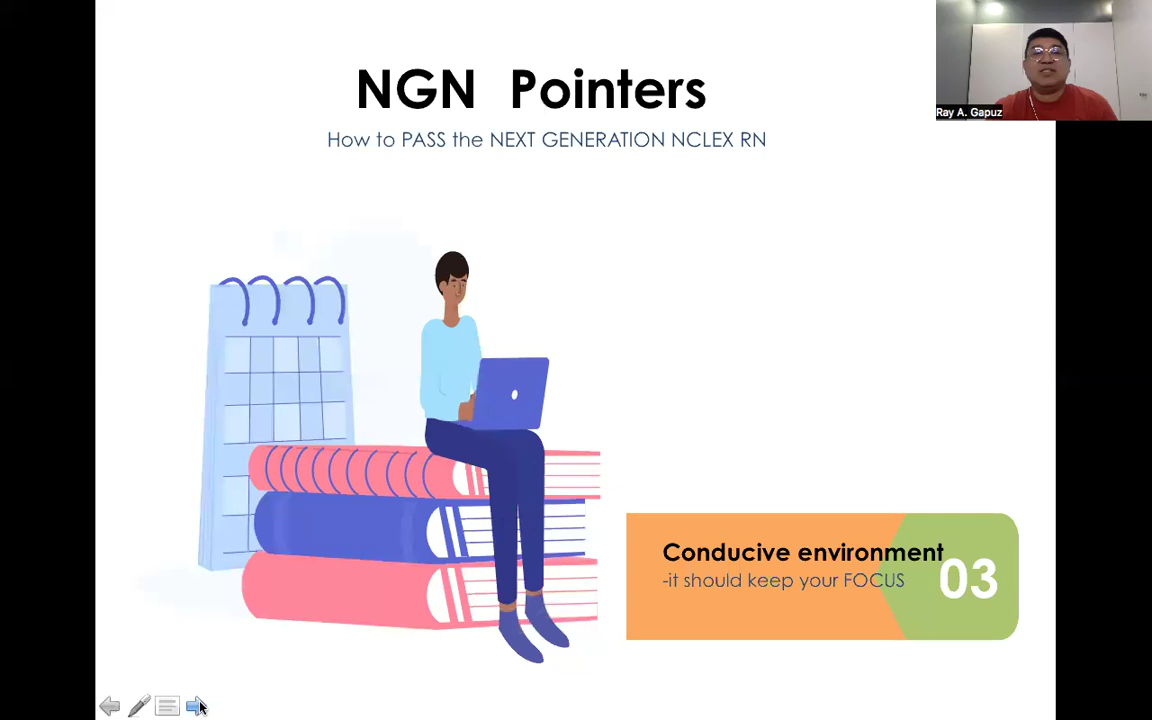 NGN Pointers
How to PASS the NEXT GENERATION NCLEX RN
Ray A. Gapuz
Conducive environment
-it should keep your FOCUS
03